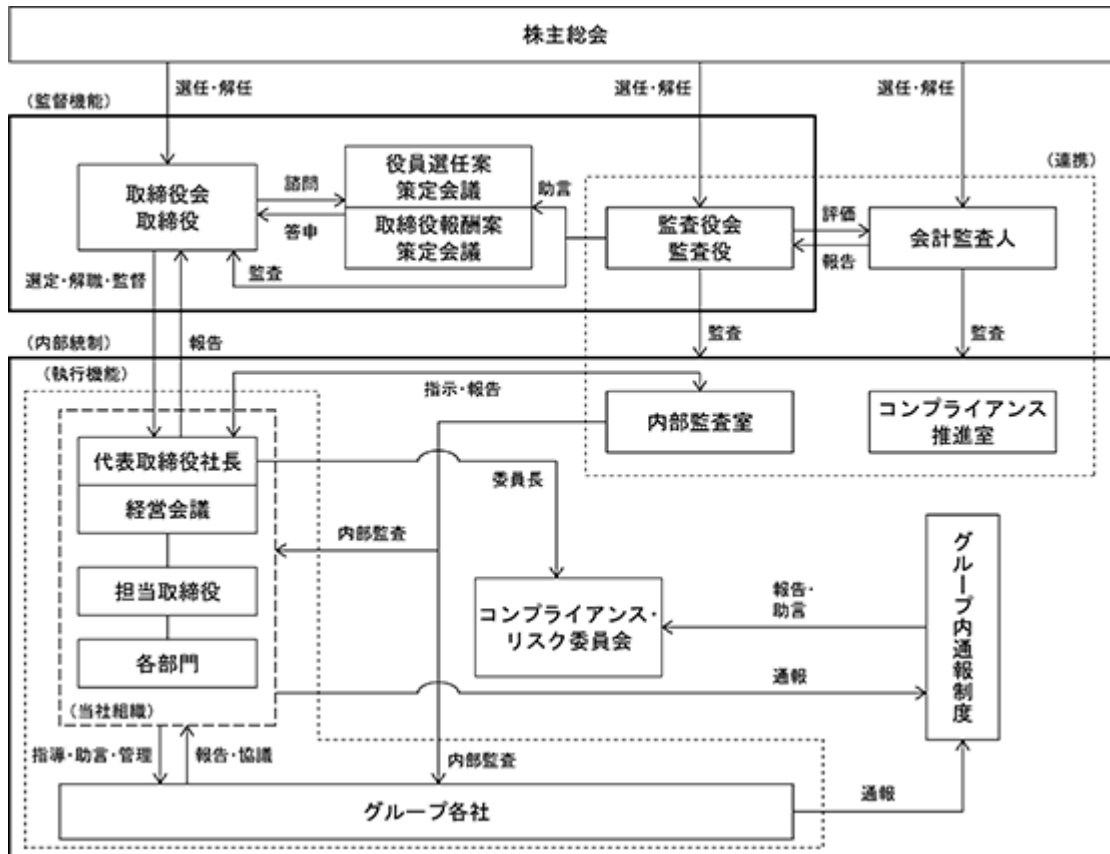 株主総会
選任・解任
選任・解任
選任・解任
(監督機能)
(連携)
取締役会
取締役
諮問
答申
役員選任案
策定会議
取締役報酬案
策定会議
助言
監査
監査役会
監査役
評価
報告
会計監査人
選定・解職・監督
報告
監査
監査
(内部統制)
(執行機能)
指示・報告
内部監査室
コンプライアンス
推進室
代表取締役社長
経営会議
担当取締役
各部門
(当社組織)
委員長
内部監査
コンプライアンス・
リスク委員会
報告・
助言
グループ内通報制度
通報
指導・助言・管理
報告・協議
内部監査
グループ各社
通報